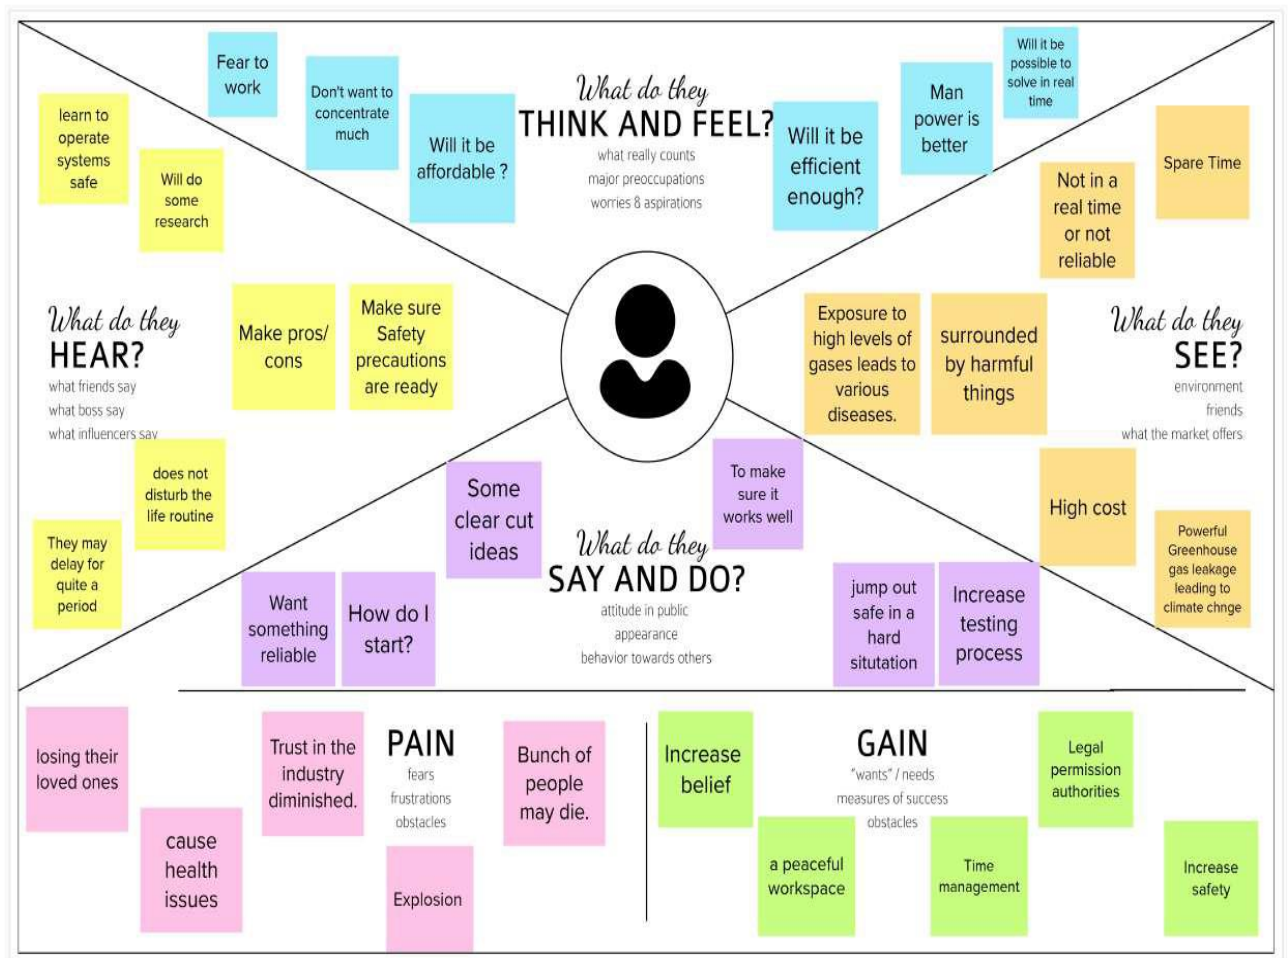 Fear to
work
Don't want to
concentrate
much
Will it be
affordable ?
What do they
THINK AND FEEL?
what really counts
major preoccupations
worries & aspirations
Will it be
efficient
enough?
Man
power is
better
Will it be
possible to
solve in real
time
learn to
operate
systems
safe
Will do
some
research
Make pros/
cons
Make sure
Safety
precautions
are ready
What do they
HEAR?
what friends say
what boss say
what influencers say
does not
disturb the
life routine
They may
delay for
quite a
period
Spare Time
Not in a
real time
or not
reliable
Exposure to
high levels of
gases leads to
various
diseases.
surrounded
by harmful
things
What do they
SEE?
environment
friends
what the market offers
High cost
Powerful
Greenhouse
gas leakage
leading to
climate chnge
Some
clear cut
ideas
To make
sure it
works well
What do they
SAY AND DO?
attitude in public
appearance
behavior towards others
Want
something
reliable
How do I
start?
jump out
safe in a
hard
situtation
Increase
testing
process
losing their
loved ones
cause
health
issues
Trust in the
industry
diminished.
PAIN
fears
frustrations
obstacles
Explosion
Bunch of
people
may die.
Increase
belief
a peaceful
workspace
GAIN
"wants" / needs
measures of success
obstacles
Time
management
Legal
permission
authorities
Increase
safety